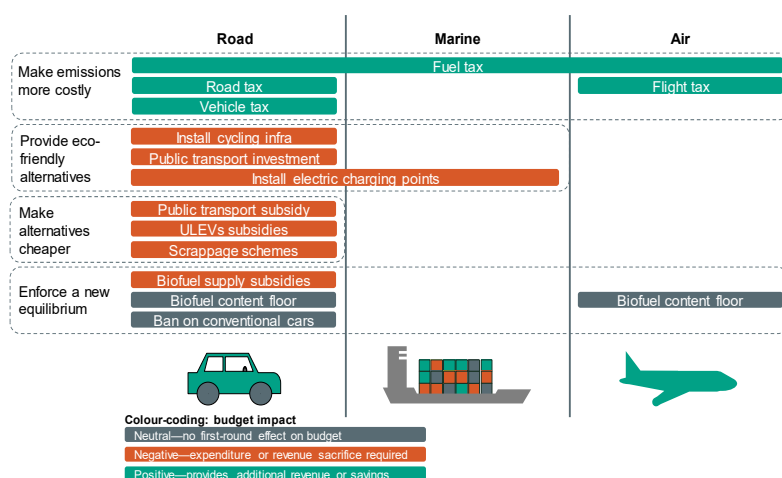 Road
Marine
Air
Make emissions
more costly
Fuel tax
Road tax
Flight tax
Vehicle tax
Provide eco-
friendly
alternatives
Install cycling infra
Public transport investment
Install electric charging points
Make
alternatives
cheaper
Public transport subsidy
ULEVs subsidies
Scrappage schemes
Enforce a new
equilibrium
Biofuel supply subsidies
Biofuel content floor
Biofuel content floor
Ban on conventional cars
Colour-coding: budget impact
Neutral—no first-round effect on budget
Negative—expenditure or revenue sacrifice required
Positive—provides additional revenue or savings